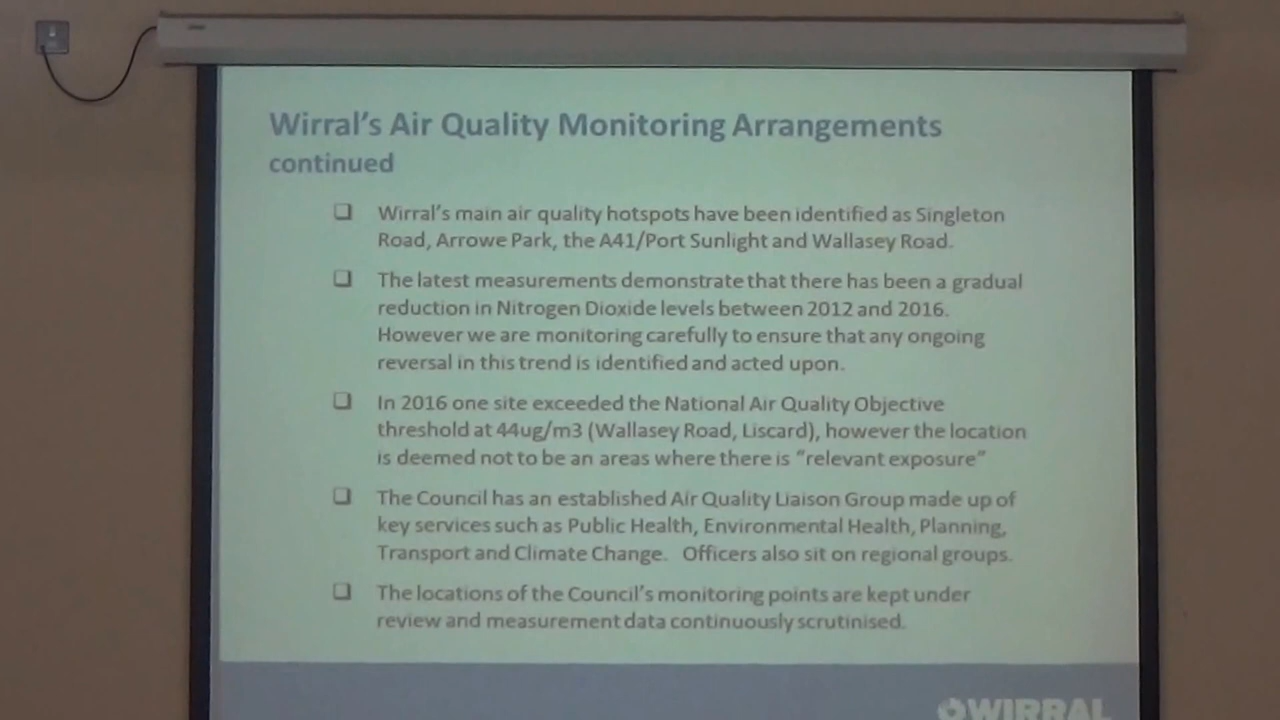 Wirral's Air Quality Monitoring Arrangements
continued
Wirral's main air quality hotspots have been identified as Singleton
Road, Arrowe Park, the A41/Port Sunlight and Wallasey Road.
The latest measurements demonstrate that there has been a gradual
reduction in Nitrogen Dioxide levels between 2012 and 2016.
However we are monitoring carefully to ensure that any ongoing
reversal in this trend is identified and acted upon.
In 2016 one site exceeded the National Air Quality Objective
threshold at 44ug/m3 (Wallasey Road, Liscard), however the location
is deemed not to be an areas where there is "relevant exposure"
The Council has an established Air Quality Liaison Group made up of
key services such as Public Health, Environmental Health, Planning,
Transport and Climate Change. Officers also sit on regional groups.
The locations of the Council's monitoring points are kept under
review and measurement data continuously scrutinised.
WIRRAL